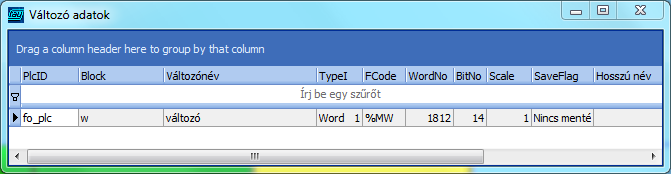 Változó adatok
Drag a column header here to group by that column
PlcID Block Változónév TypeI FCode WordNo BitNo Scale SaveFlag Hosszú név
Írj be egy szűrőt
fo_plc w változó Word 1 %MW 1812 14 1 Nincs menté